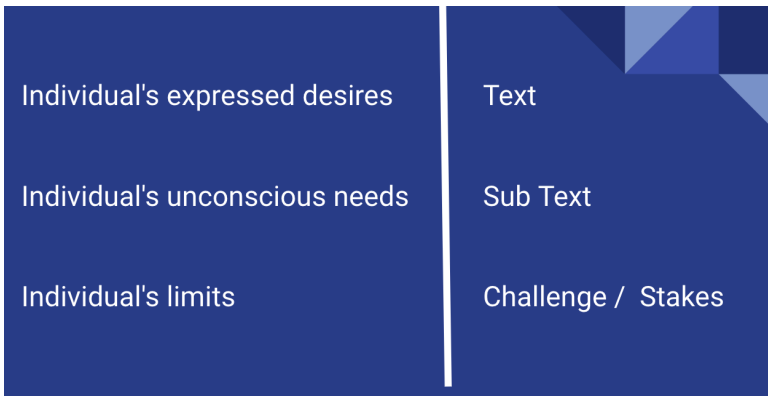 Individual's expressed desires
Text
Individual's unconscious needs
Sub Text
Individual's limits
Challenge /  Stakes